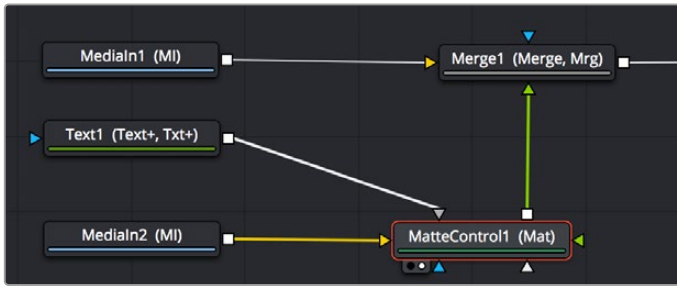 MediaIn1 (MI)
Merge1 (Merge, Mrg)
Text1 (Text+, Txt+)
MediaIn2 (MI)
MatteControl1 (Mat)